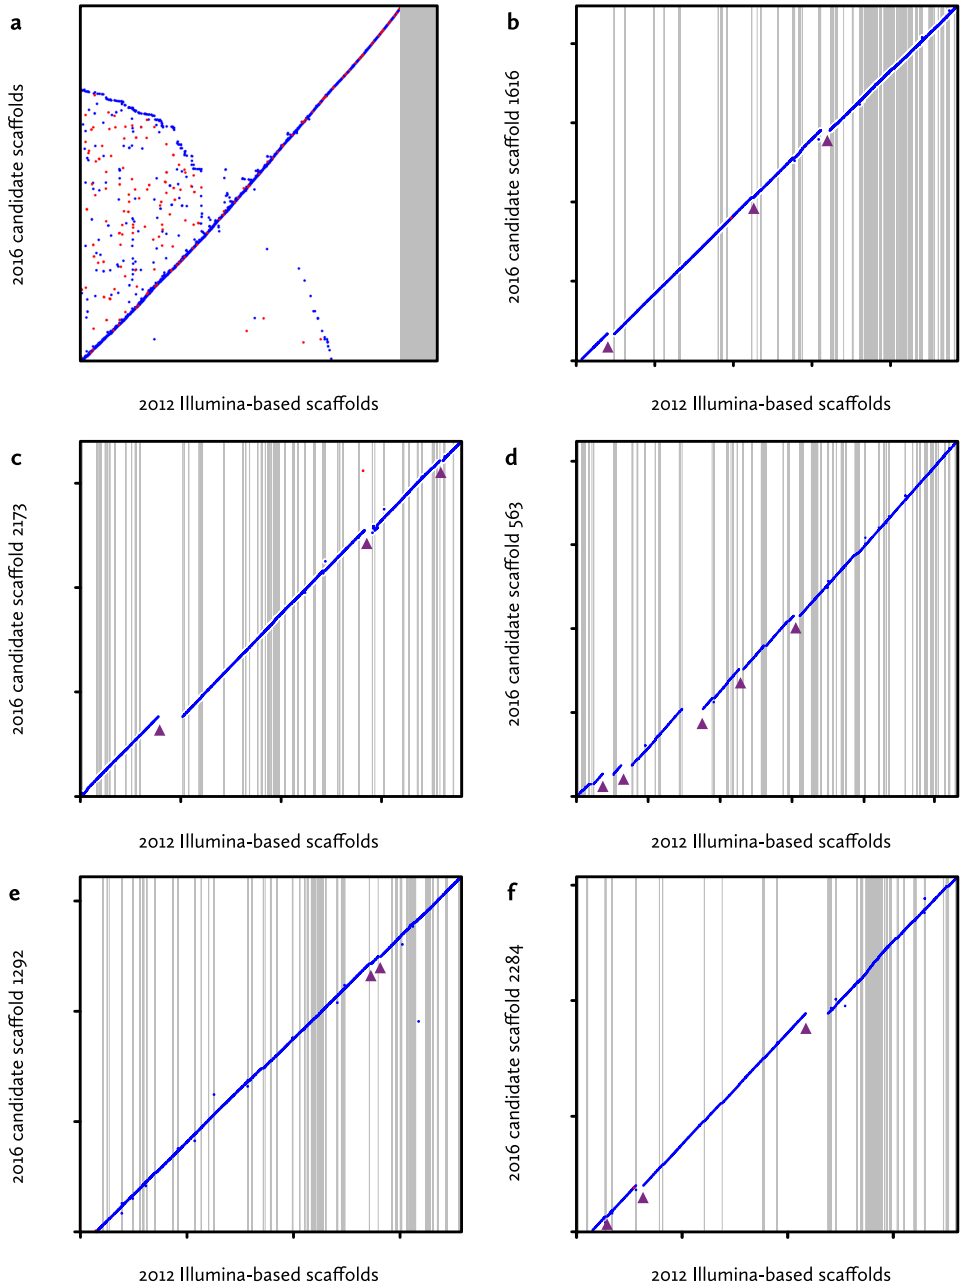 a
2016 candidate scaffolds
2012 Illumina-based scaffolds
b
2016 candidate scaffold 1616
2012 Illumina-based scaffolds
c
2016 candidate scaffold 2173
2012 Illumina-based scaffolds
d
2016 candidate scaffold 563
2012 Illumina-based scaffolds
e
2016 candidate scaffold 1292
2012 Illumina-based scaffolds
f
2016 candidate scaffold 2284
2012 Illumina-based scaffolds